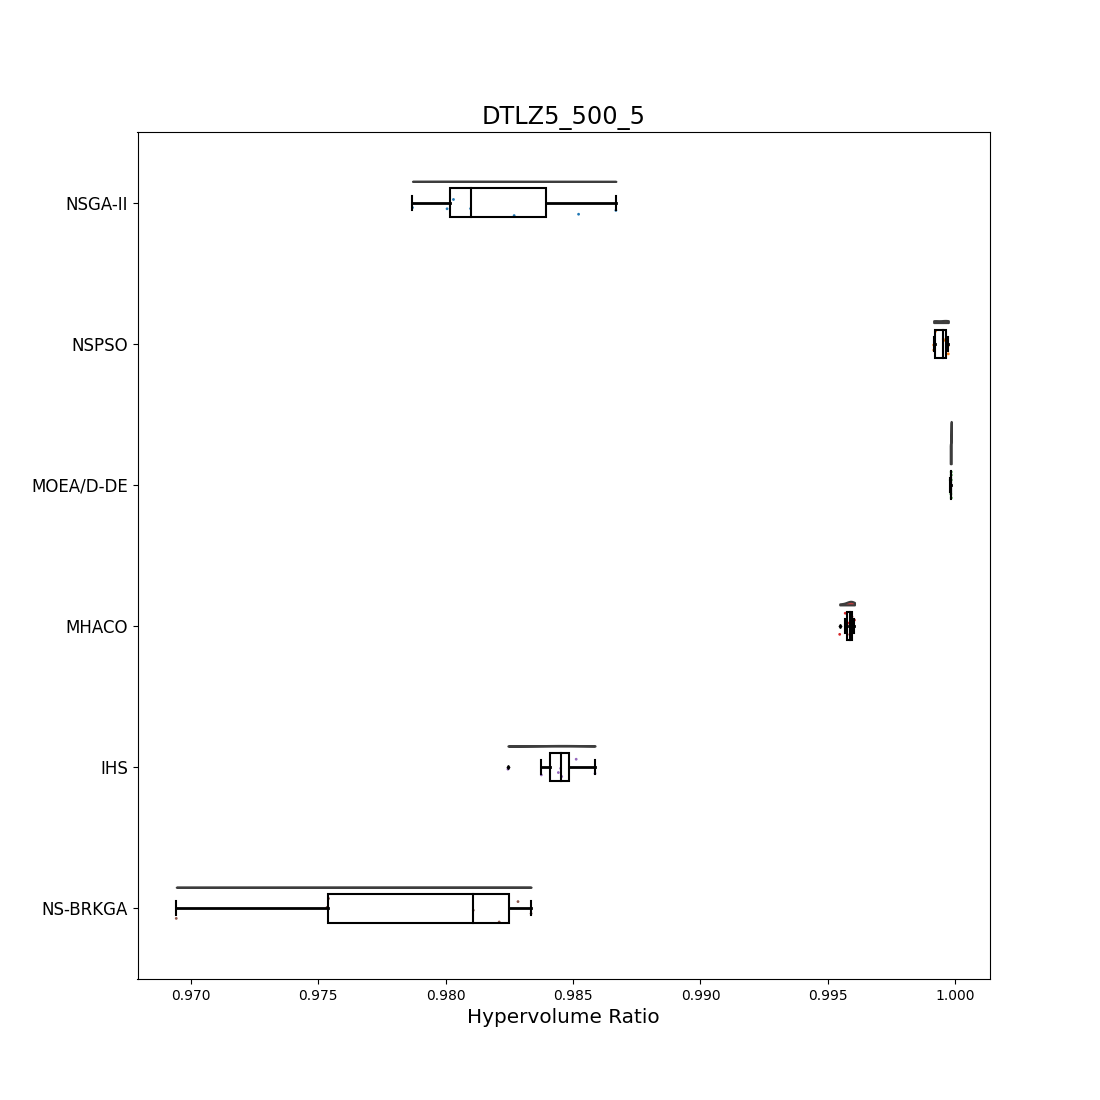 DTLZ5_500_5
NSGA-II
NSPSO
MOEA/D-DE
MHACO
IHS
NS-BRKGA
0.970 0.975 0.980 0.985 0.990 0.995 1.000
Hypervolume Ratio